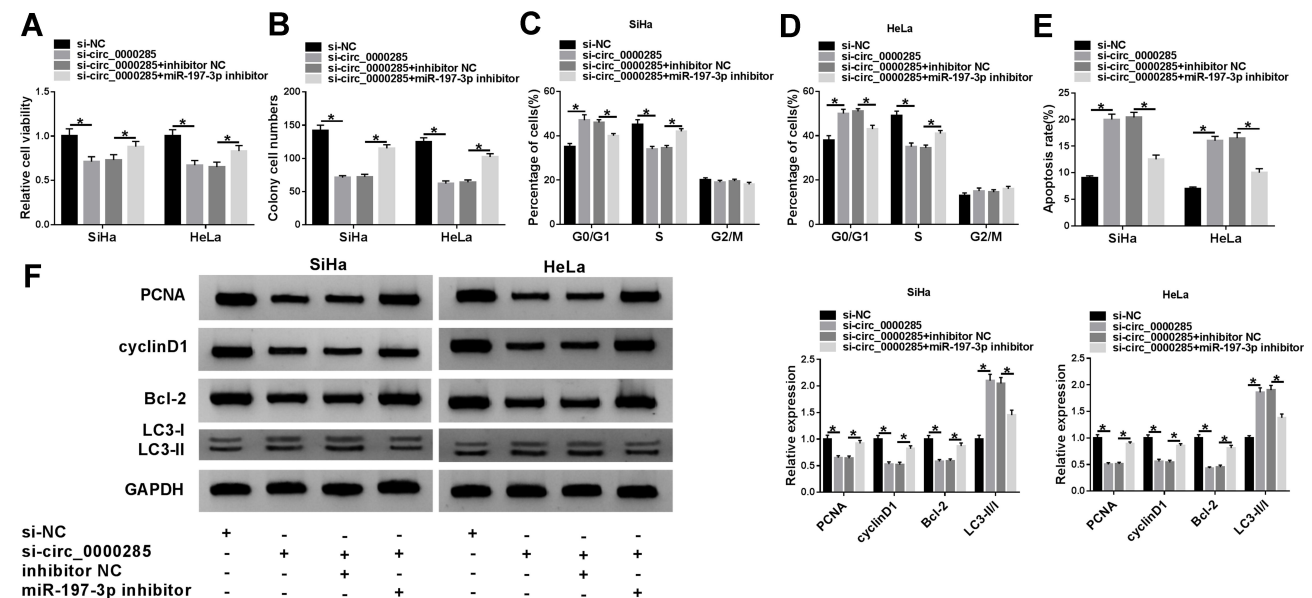 A
si-NC
si-circ_0000285
si-circ_0000285+inhibitor NC
si-circ_0000285+miR-197-3p inhibitor
Relative cell viability
1.5
1.0
0.5
0.0
* * * *
SiHa HeLa
B
si-NC
si-circ_0000285
si-circ_0000285+inhibitor NC
si-circ_0000285+miR-197-3p inhibitor
Colony cell numbers
200
150
100
50
0
* * * *
SiHa HeLa
C
SiHa
si-NC
si-circ_0000285
si-circ_0000285+inhibitor NC
si-circ_0000285+miR-197-3p inhibitor
Percentage of cells(%)
60
40
20
0
* * * *
G0/G1 S G2/M
D
HeLa
si-NC
si-circ_0000285
si-circ_0000285+inhibitor NC
si-circ_0000285+miR-197-3p inhibitor
Percentage of cells(%)
60
40
20
0
* * * *
G0/G1 S G2/M
E
si-NC
si-circ_0000285
si-circ_0000285+inhibitor NC
si-circ_0000285+miR-197-3p inhibitor
Apoptosis rate(%)
25
20
15
10
5
0
* * * *
SiHa HeLa
F
SiHa HeLa
PCNA
cyclinD1
Bcl-2
LC3-I
LC3-II
GAPDH
si-NC + - - - + - - -
si-circ_0000285 - + + + - + + +
inhibitor NC - - + - - - + -
miR-197-3p inhibitor - - - + - - - +
SiHa
si-NC
si-circ_0000285
si-circ_0000285+inhibitor NC
si-circ_0000285+miR-197-3p inhibitor
Relative expression
2.5
2.0
1.5
1.0
0.5
0.0
* * * * * * * *
PCNA cyclinD1 Bcl-2 LC3-II/I
HeLa
si-NC
si-circ_0000285
si-circ_0000285+inhibitor NC
si-circ_0000285+miR-197-3p inhibitor
Relative expression
2.5
2.0
1.5
1.0
0.5
0.0
* * * * * * * *
PCNA cyclinD1 Bcl-2 LC3-II/I